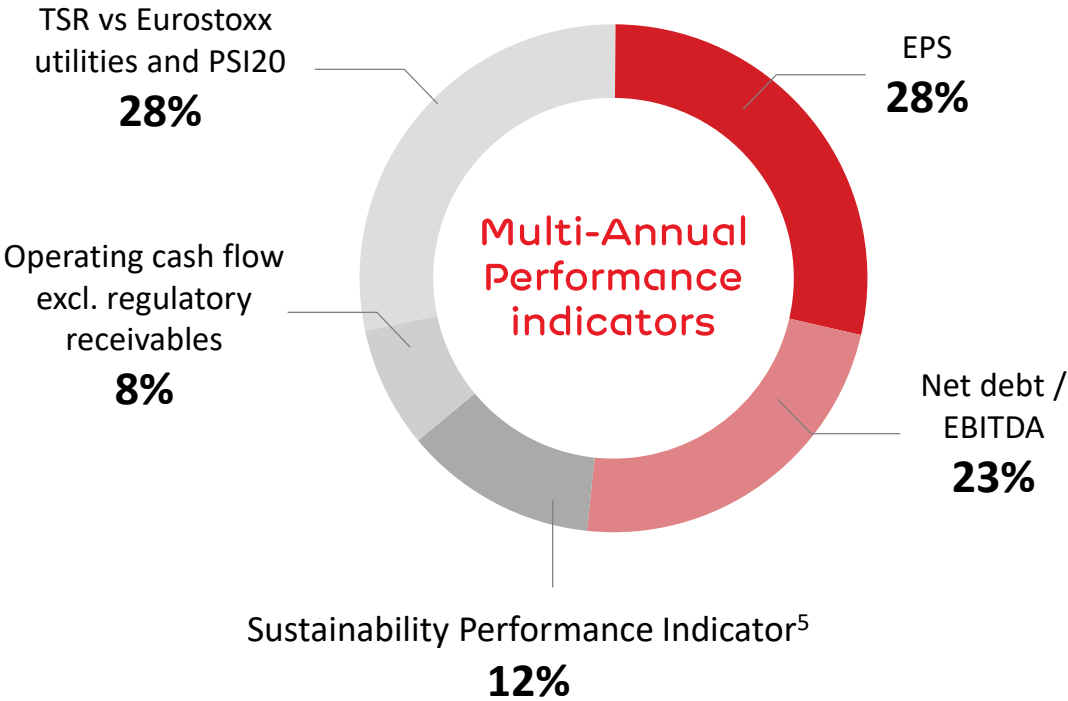 TSR vs Eurostoxx
utilities and PSI20
28%
EPS
28%
Multi-Annual
Performance
indicators
Operating cash flow
excl. regulatory
receivables
8%
Net debt /
EBITDA
23%
Sustainability Performance Indicator⁵
12%